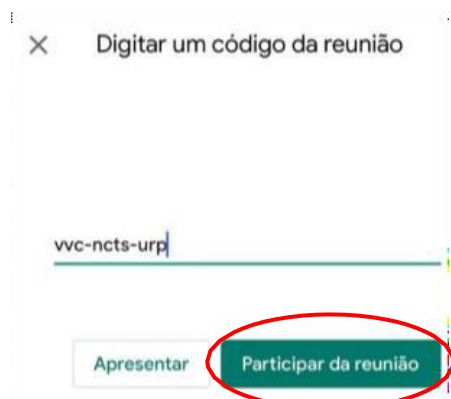 Digitar um código da reunião
vvc-ncts-urp
Apresentar
Participar da reunião